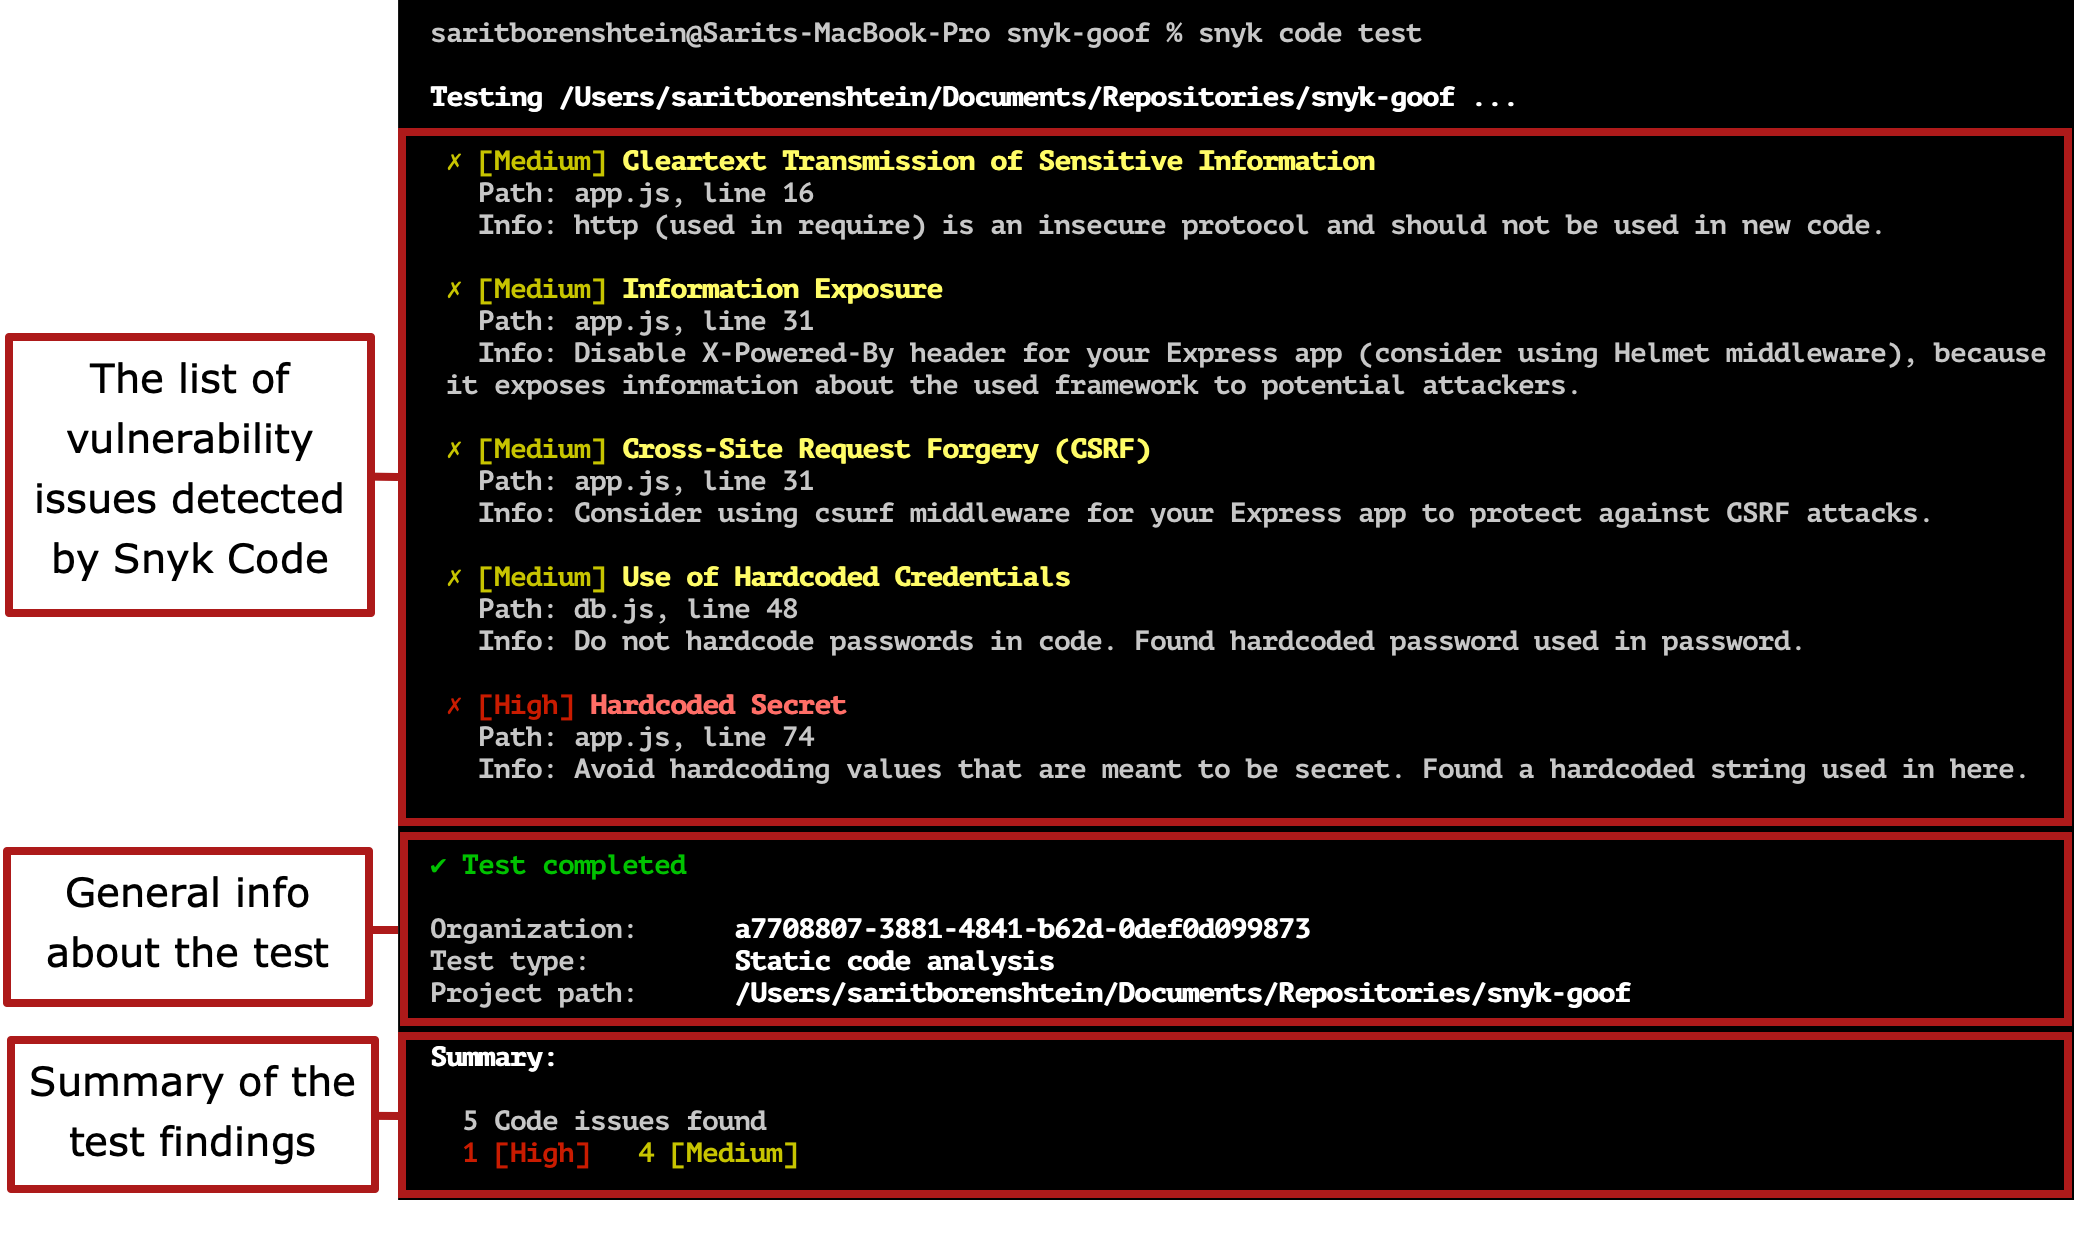 saritborenshtein@Sarits-MacBook-Pro snyk-goof % snyk code test
Testing /Users/saritborenshtein/Documents/Repositories/snyk-goof ...
The list of
vulnerability
issues detected
by Snyk Code
✗ [Medium] Cleartext Transmission of Sensitive Information
Path: app.js, line 16
Info: http (used in require) is an insecure protocol and should not be used in new code.
✗ [Medium] Information Exposure
Path: app.js, line 31
Info: Disable X-Powered-By header for your Express app (consider using Helmet middleware), because
it exposes information about the used framework to potential attackers.
✗ [Medium] Cross-Site Request Forgery (CSRF)
Path: app.js, line 31
Info: Consider using csurf middleware for your Express app to protect against CSRF attacks.
✗ [Medium] Use of Hardcoded Credentials
Path: db.js, line 48
Info: Do not hardcode passwords in code. Found hardcoded password used in password.
✗ [High] Hardcoded Secret
Path: app.js, line 74
Info: Avoid hardcoding values that are meant to be secret. Found a hardcoded string used in here.
General info
about the test
✔ Test completed
Organization: a7708807-3881-4841-b62d-0def0d099873
Test type: Static code analysis
Project path: /Users/saritborenshtein/Documents/Repositories/snyk-goof
Summary of the
test findings
Summary:
5 Code issues found
1 [High] 4 [Medium]